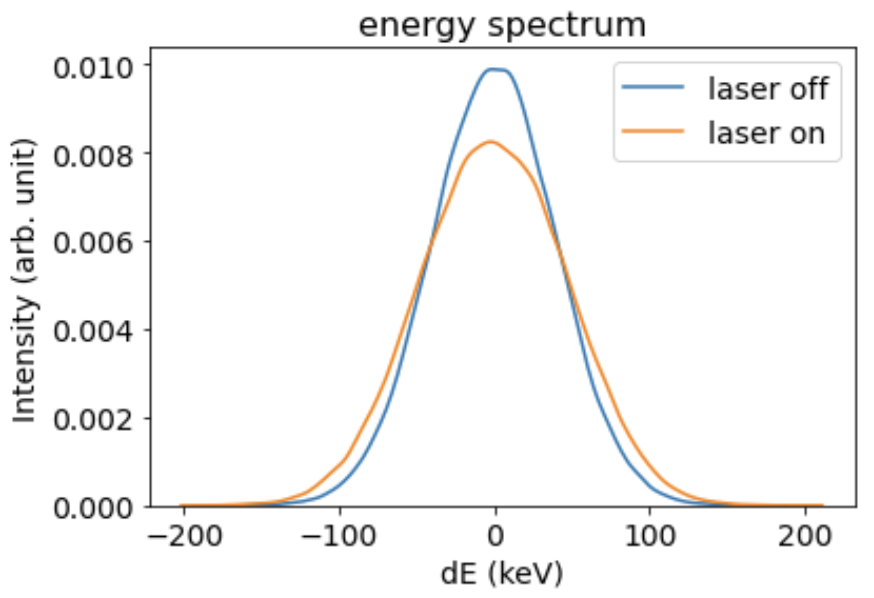 energy spectrum
0.010
0.008
0.006
0.004
0.002
0.000
Intensity (arb. unit)
laser off
laser on
−200
−100
0
100
200
dE (keV)